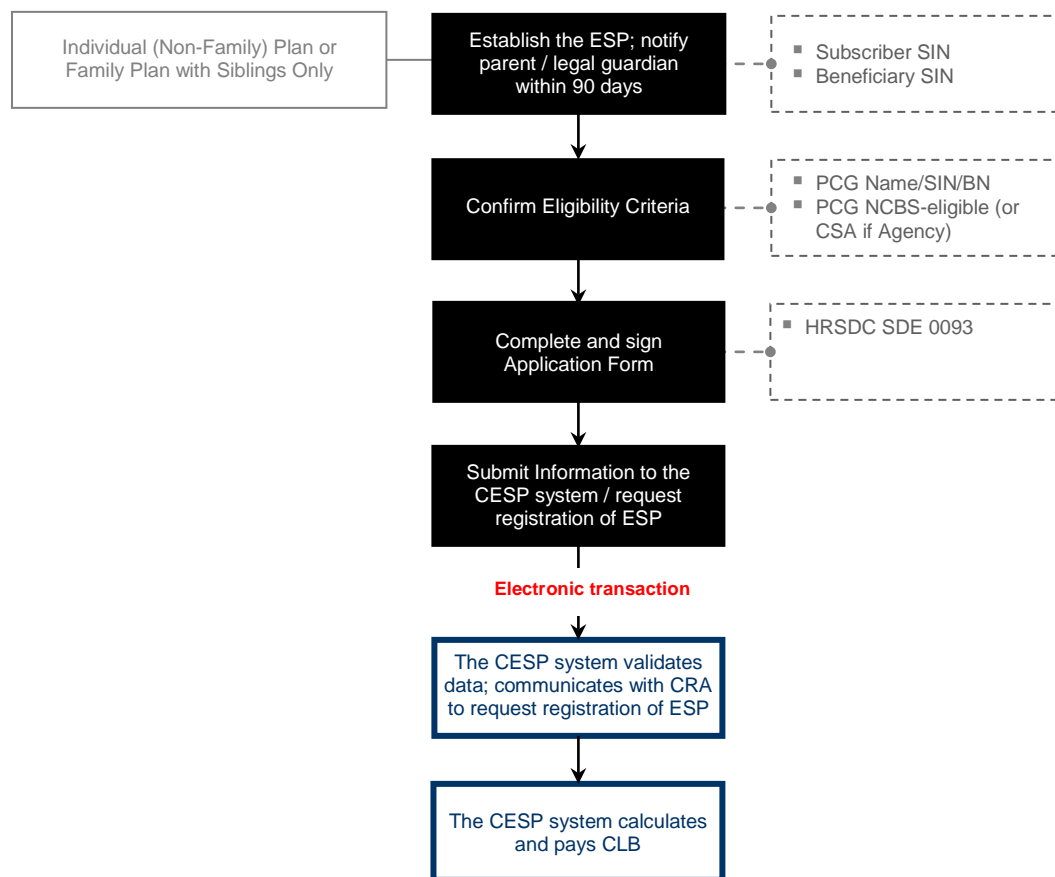 Individual (Non-Family) Plan or
Family Plan with Siblings Only
Establish the ESP; notify
parent / legal guardian
within 90 days
▪ Subscriber SIN
▪ Beneficiary SIN
Confirm Eligibility Criteria
▪ PCG Name/SIN/BN
▪ PCG NCBS-eligible (or
CSA if Agency)
Complete and sign
Application Form
▪ HRSDC SDE 0093
Submit Information to the
CESP system / request
registration of ESP
Electronic transaction
The CESP system validates
data; communicates with CRA
to request registration of ESP
The CESP system calculates
and pays CLB